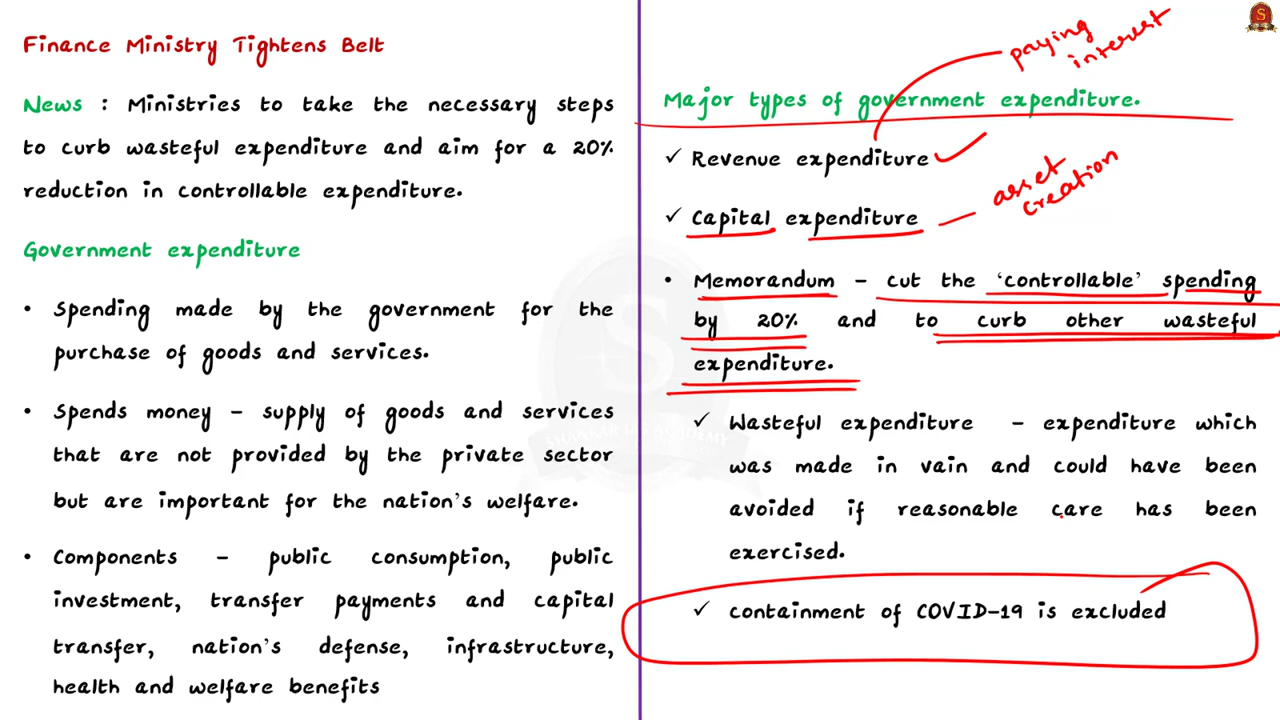 Finance Ministry Tightens Belt
News : Ministries to take the necessary steps
to curb wasteful expenditure and aim for a 20%
reduction in controllable expenditure.
Government expenditure
• Spending made by the government for the
purchase of goods and services.
• Spends money – supply of goods and services
that are not provided by the private sector
but are important for the nation's welfare.
• Components – public consumption, public
investment, transfer payments and capital
transfer, nation's defense, infrastructure,
health and welfare benefits
paying
interest
Major types of government expenditure.
✓ Revenue expenditure
asset
creation
✓ Capital expenditure
• Memorandum – cut the 'controllable' spending
by 20% and to curb other wasteful
expenditure.
✓ Wasteful expenditure – expenditure which
was made in vain and could have been
avoided if reasonable care has been
exercised.
✓ containment of COVID-19 is excluded
S
SHANKAR IAS ACADEMY